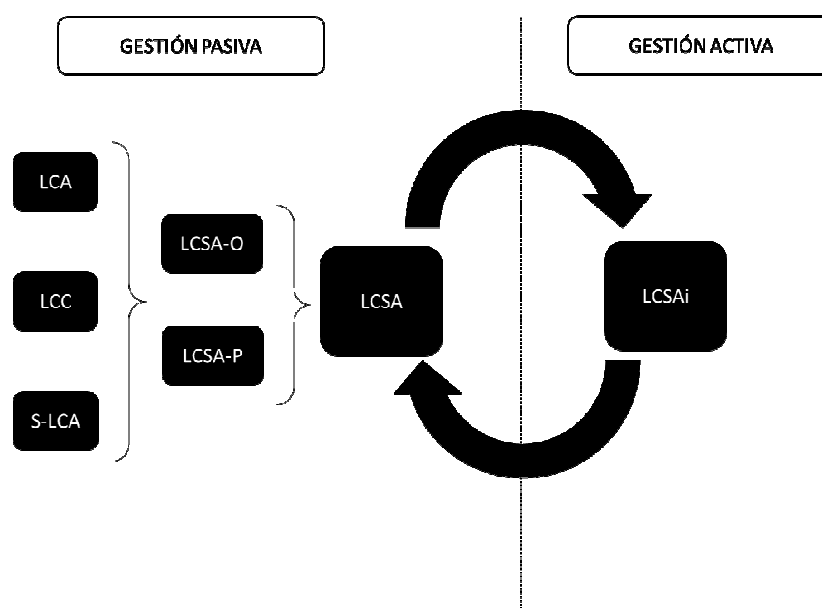 GESTIÓN PASIVA
GESTIÓN ACTIVA
LCA
LCC
S-LCA
LCSA-O
LCSA-P
LCSA
LCSAi